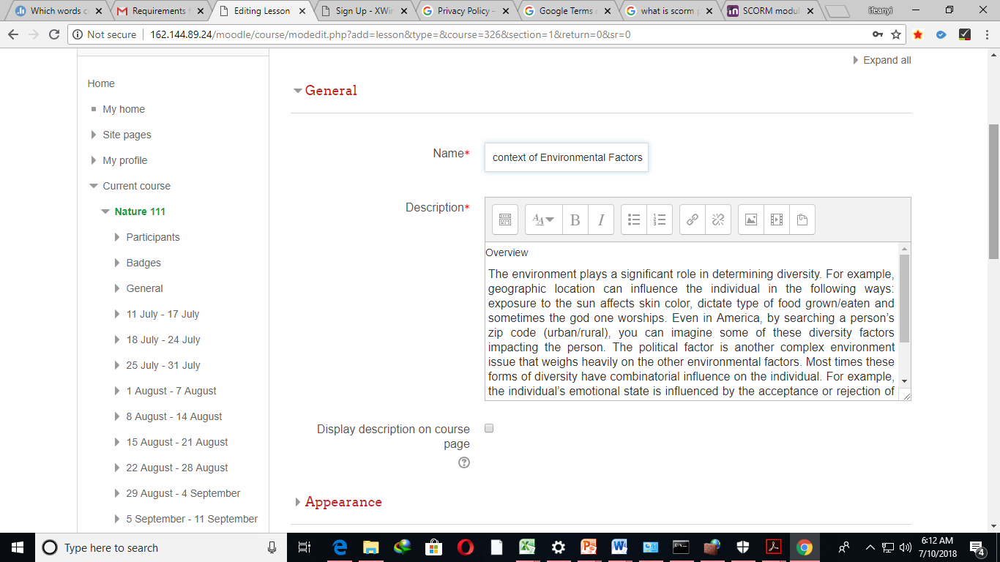 Which words c
Requirements f
Editing Lesson
Sign Up - XWi
Privacy Policy –
Google Terms o
what is scorm p
SCORM modul
ifeanyi
Not secure 162.144.89.24/moodle/course/modedit.php?add=lesson&type=&course=326&section=1&return=0&sr=0
Expand all
Home
My home
Site pages
My profile
Current course
Nature 111
Participants
Badges
General
11 July - 17 July
18 July - 24 July
25 July - 31 July
1 August - 7 August
8 August - 14 August
15 August - 21 August
22 August - 28 August
29 August - 4 September
5 September - 11 September
General
Name* context of Environmental Factors
Description*
Overview
The environment plays a significant role in determining diversity. For example,
geographic location can influence the individual in the following ways:
exposure to the sun affects skin color, dictate type of food grown/eaten and
sometimes the god one worships. Even in America, by searching a person’s
zip code (urban/rural), you can imagine some of these diversity factors
impacting the person. The political factor is another complex environment
issue that weighs heavily on the other environmental factors. Most times these
forms of diversity have combinatorial influence on the individual. For example,
the individual’s emotional state is influenced by the acceptance or rejection of
Display description on course
page
Appearance
Type here to search
6:12 AM
7/10/2018
4